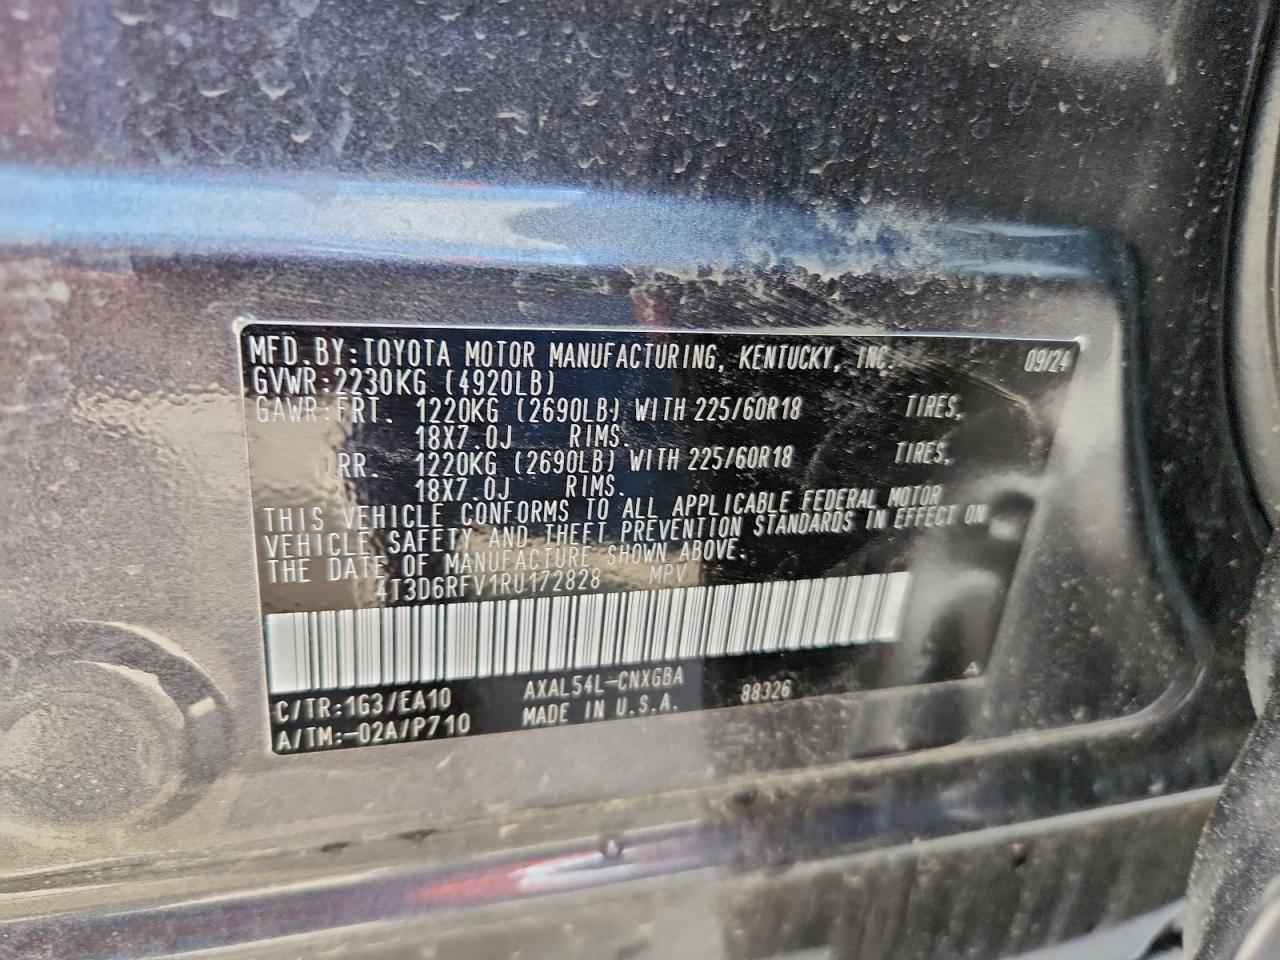 MFD.BY:TOYOTA MOTOR MANUFACTURING, KENTUCKY, INC. 09/24
GVWR:2230KG (4920LB)
GAWR:FRT. 1220KG (2690LB) WITH 225/60R18 TIRES,
18X7.0J RIMS.
RR. 1220KG (2690LB) WITH 225/60R18 TIRES,
18X7.0J RIMS.
THIS VEHICLE CONFORMS TO ALL APPLICABLE FEDERAL MOTOR
VEHICLE SAFETY AND THEFT PREVENTION STANDARDS IN EFFECT ON
THE DATE OF MANUFACTURE SHOWN ABOVE.
4T3D6RFV1RU172828 MPV
C/TR:1G3/EA10 AXAL54L-CNXGBA 88326 A
A/TM:-02A/P710 MADE IN U.S.A.